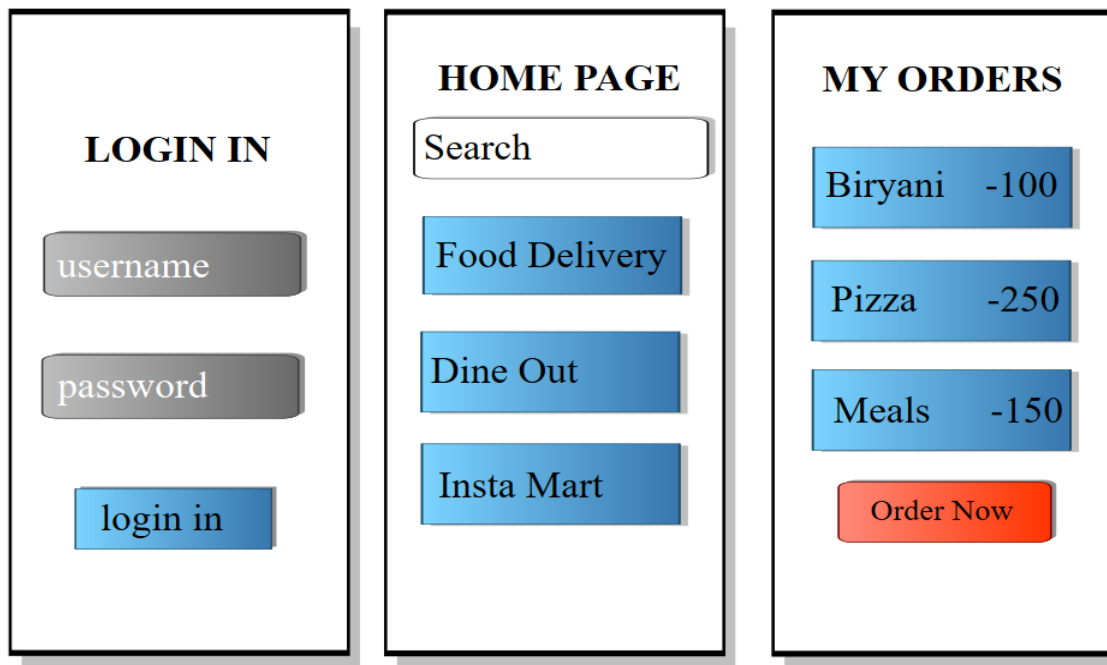 LOGIN IN
username
password
login in
HOME PAGE
Search
Food Delivery
Dine Out
Insta Mart
MY ORDERS
Biryani -100
Pizza -250
Meals -150
Order Now